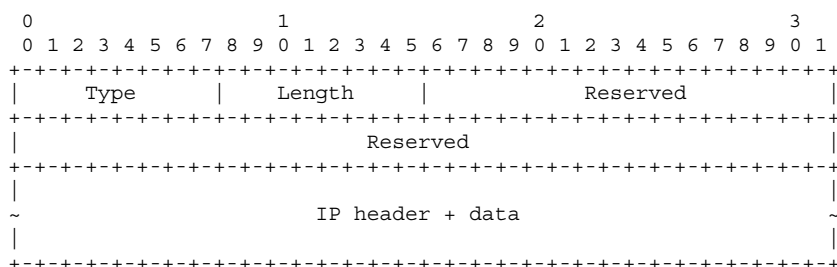 0                   1                   2                   3
 0 1 2 3 4 5 6 7 8 9 0 1 2 3 4 5 6 7 8 9 0 1 2 3 4 5 6 7 8 9 0 1
+-+-+-+-+-+-+-+-+-+-+-+-+-+-+-+-+-+-+-+-+-+-+-+-+-+-+-+-+-+-+-+-+
|     Type      |    Length     |            Reserved           |
+-+-+-+-+-+-+-+-+-+-+-+-+-+-+-+-+-+-+-+-+-+-+-+-+-+-+-+-+-+-+-+-+
|                           Reserved                            |
+-+-+-+-+-+-+-+-+-+-+-+-+-+-+-+-+-+-+-+-+-+-+-+-+-+-+-+-+-+-+-+-+
|                                                               |
~                       IP header + data                        ~
|                                                               |
+-+-+-+-+-+-+-+-+-+-+-+-+-+-+-+-+-+-+-+-+-+-+-+-+-+-+-+-+-+-+-+-+